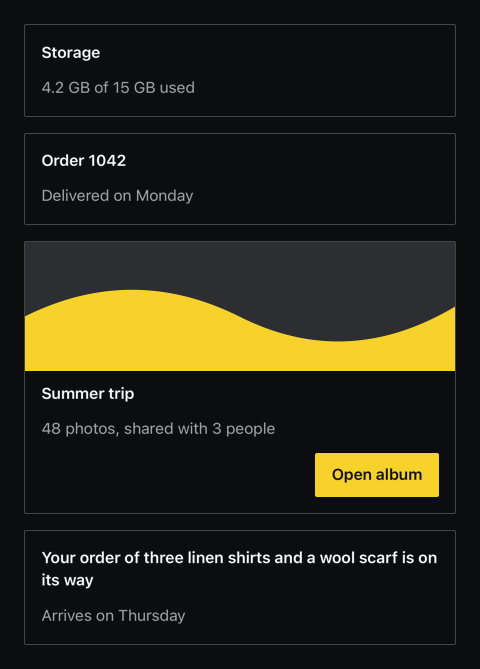 Storage
4.2 GB of 15 GB used
Order 1042
Delivered on Monday
Summer trip
48 photos, shared with 3 people
Open album
Your order of three linen shirts and a wool scarf is on
its way
Arrives on Thursday